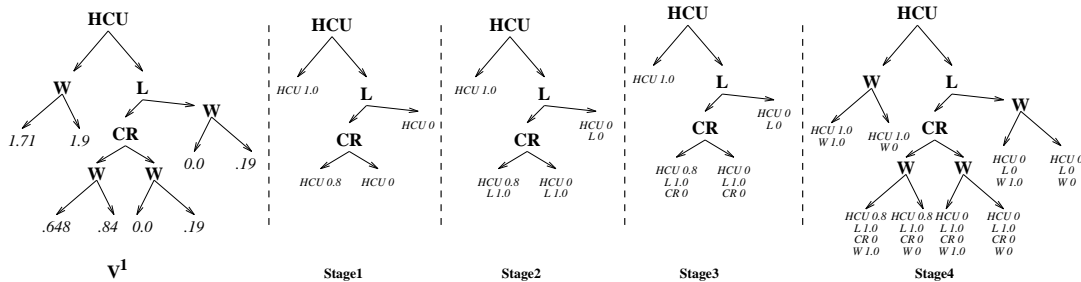 HCU
W
L
1.71
1.9
CR
W
0.0
.19
W
W
.648
.84
0.0
.19
V1
HCU
HCU 1.0
L
CR
HCU 0
HCU 0.8
HCU 0
Stage1
HCU
HCU 1.0
L
CR
HCU 0
L 0
HCU 0.8
L 1.0
HCU 0
L 1.0
Stage2
HCU
HCU 1.0
L
CR
HCU 0
L 0
HCU 0.8
L 1.0
CR 0
HCU 0
L 1.0
CR 0
Stage3
HCU
W
L
HCU 1.0
W 1.0
HCU 1.0
W 0
CR
W
HCU 0
L 0
W 1.0
HCU 0
L 0
W 0
W
W
HCU 0.8
L 1.0
CR 0
W 1.0
HCU 0.8
L 1.0
CR 0
W 0
HCU 0
L 1.0
CR 0
W 1.0
HCU 0
L 1.0
CR 0
W 0
Stage4